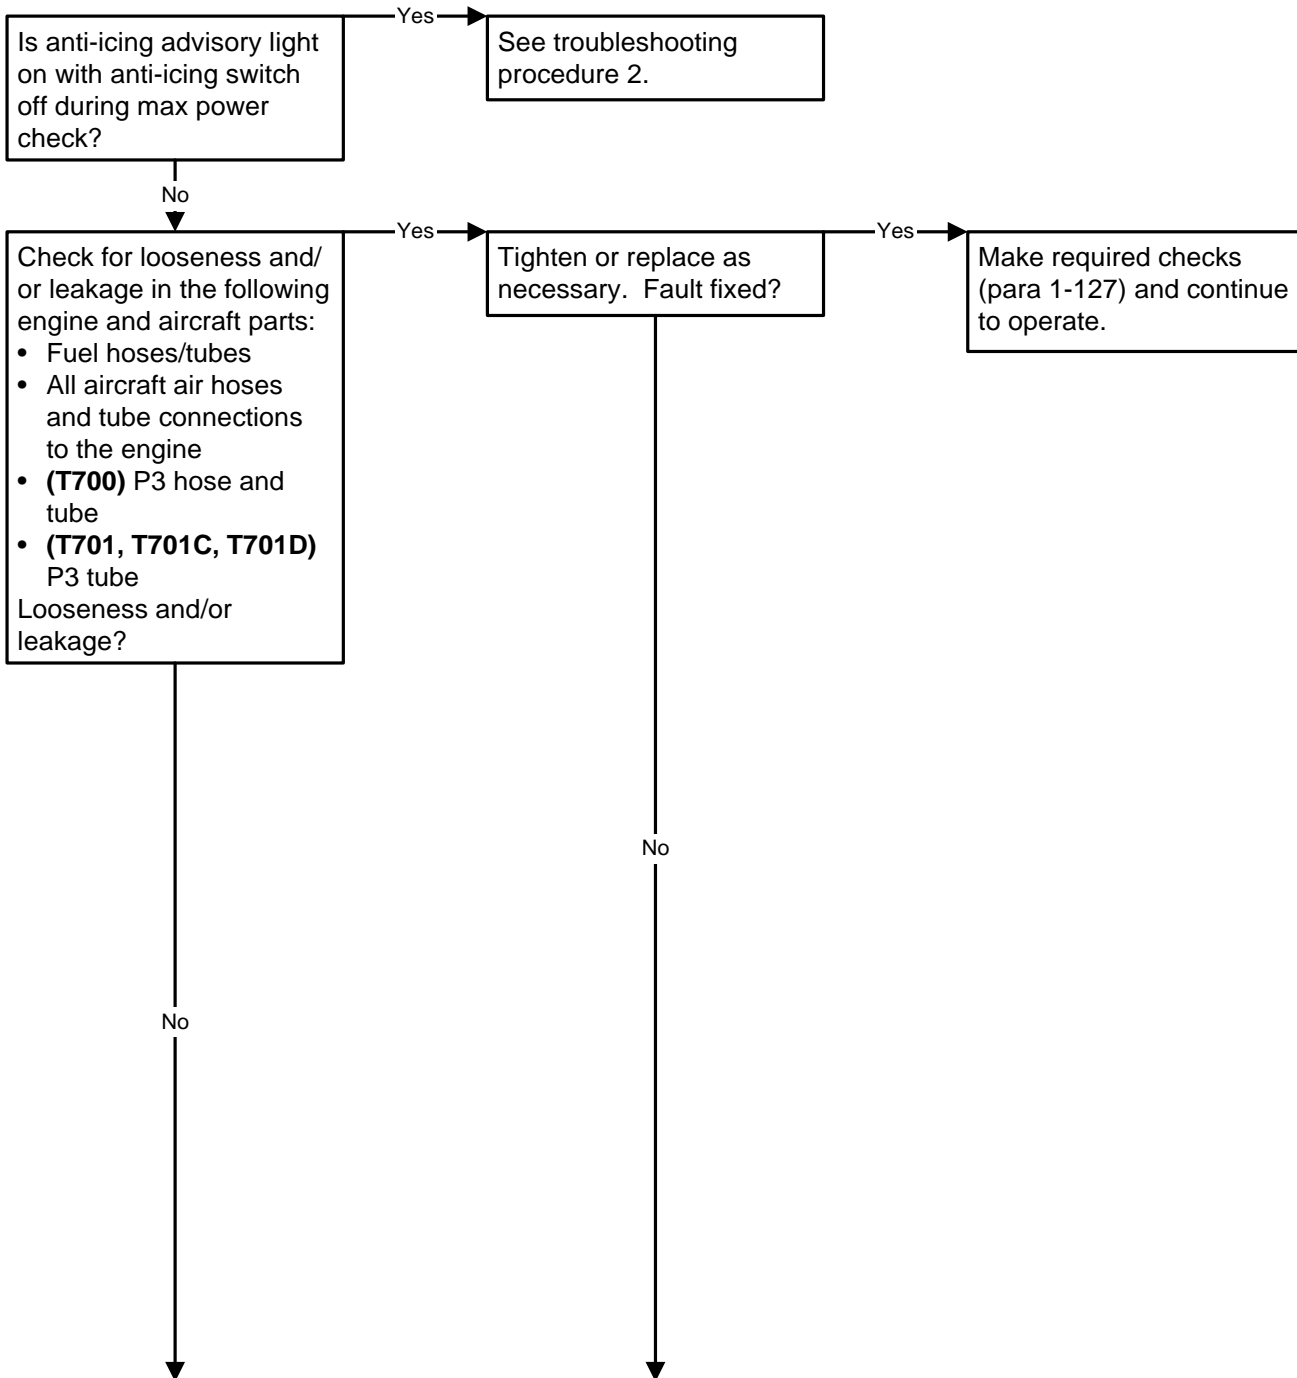 Yes
Is anti-icing advisory light
on with anti-icing switch
off during max power
check?
See troubleshooting
procedure 2.
No
Yes
Yes
Check for looseness and/
or leakage in the following
engine and aircraft parts:
• Fuel hoses/tubes
• All aircraft air hoses
and tube connections
to the engine
• (T700) P3 hose and
tube
• (T701, T701C, T701D)
P3 tube
Looseness and/or
leakage?
Tighten or replace as
necessary.  Fault fixed?
Make required checks
(para 1-127) and continue
to operate.
No
No